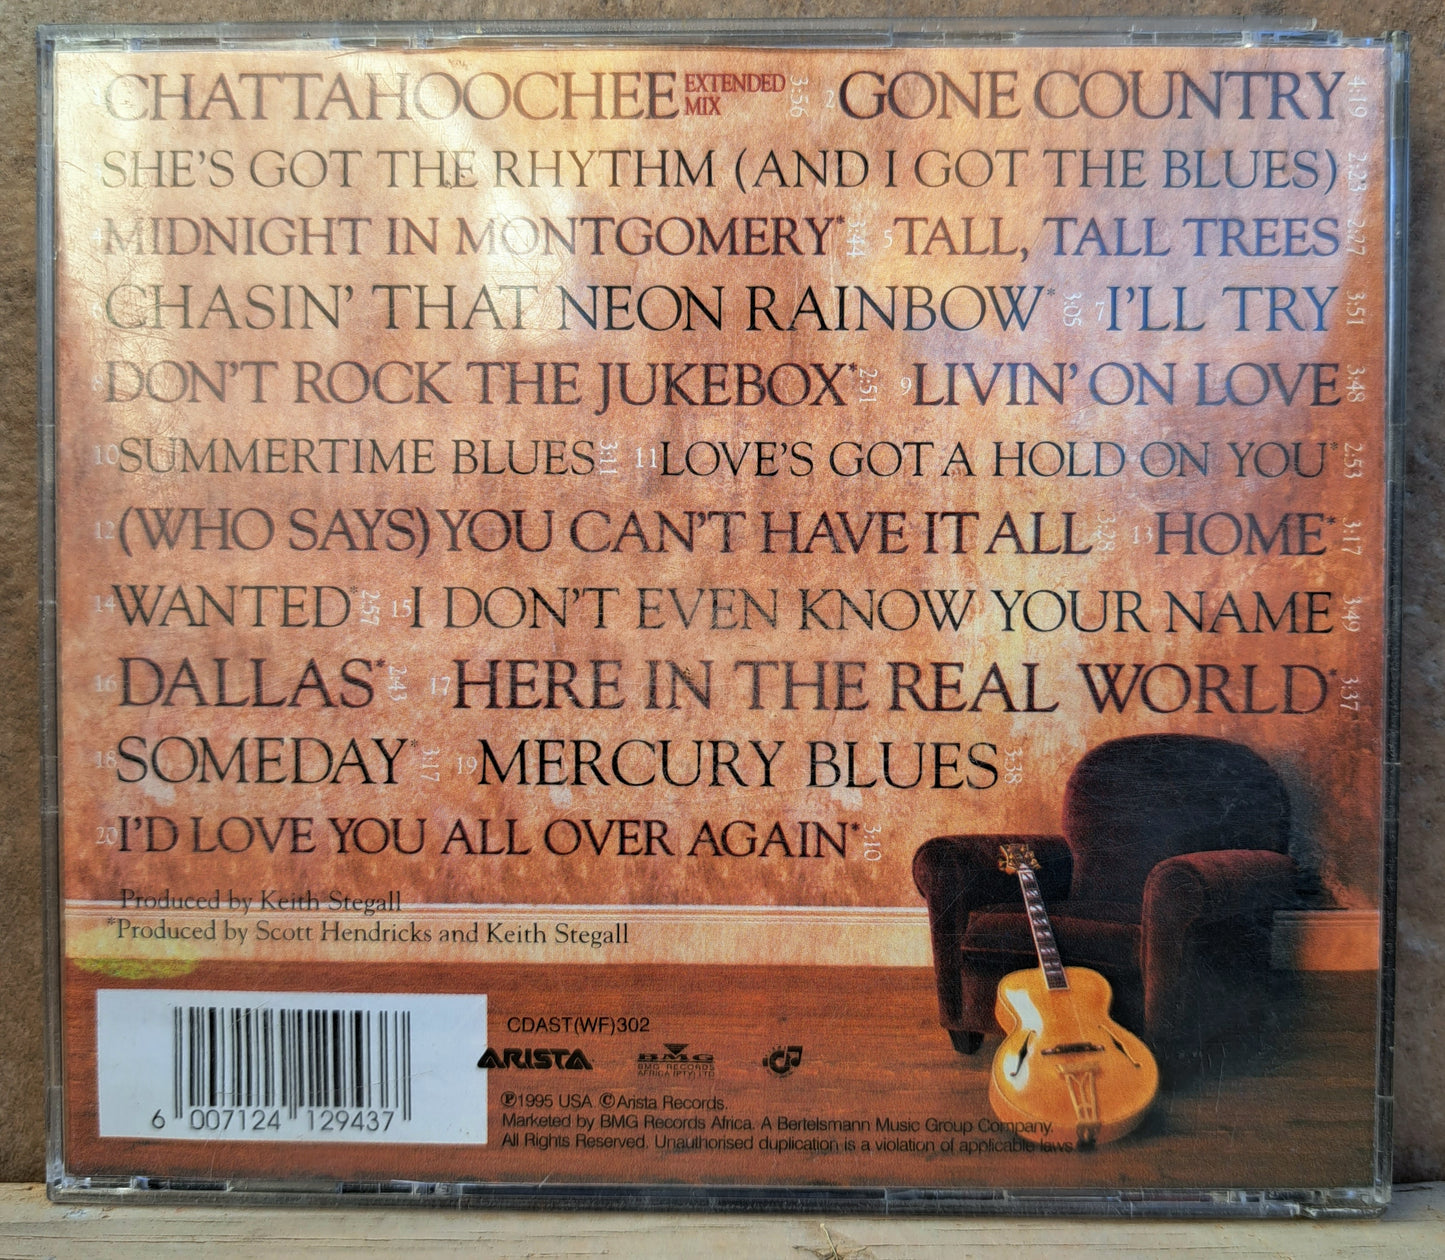 CHATTAHOOCHEE EXTENDED MIX 3:56 2 GONE COUNTRY 4:19
SHE'S GOT THE RHYTHM (AND I GOT THE BLUES) 2:23
4 MIDNIGHT IN MONTGOMERY* 3:44 5 TALL, TALL TREES 2:27
CHASIN' THAT NEON RAINBOW* 3:05 7 I'LL TRY 3:51
8 DON'T ROCK THE JUKEBOX* 2:51 9 LIVIN' ON LOVE 3:48
10 SUMMERTIME BLUES 3:11 11 LOVE'S GOT A HOLD ON YOU* 2:53
12 (WHO SAYS) YOU CAN'T HAVE IT ALL 3:28 13 HOME* 3:17
14 WANTED* 2:57 15 I DON'T EVEN KNOW YOUR NAME 3:49
16 DALLAS* 2:43 17 HERE IN THE REAL WORLD* 3:37
18 SOMEDAY* 3:17 19 MERCURY BLUES 3:38
20 I'D LOVE YOU ALL OVER AGAIN* 3:10
Produced by Keith Stegall
*Produced by Scott Hendricks and Keith Stegall
CDAST(WF)302
ARISTA BMG
BMG RECORDS
AFRICA (PTY) LTD
6 007124 129437
℗1995 USA ©Arista Records.
Marketed by BMG Records Africa. A Bertelsmann Music Group Company.
All Rights Reserved. Unauthorised duplication is a violation of applicable laws.